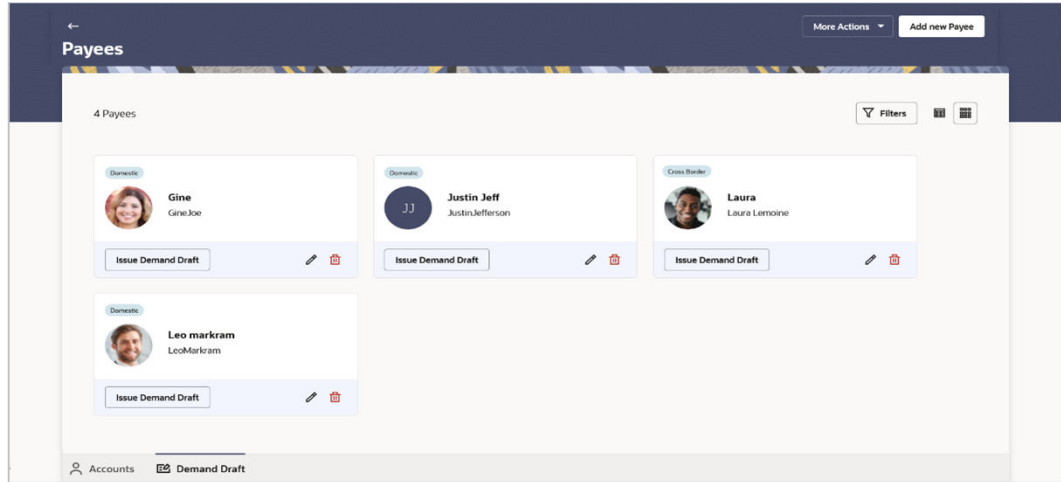 More Actions
Add new Payee
Payees
4 Payees
Filters
Domestic
Gine
GineJoe
Issue Demand Draft
Domestic
JJ
Justin Jeff
JustinJefferson
Issue Demand Draft
Cross Border
Laura
Laura Lemoine
Issue Demand Draft
Domestic
Leo markram
LeoMarkram
Issue Demand Draft
Accounts
Demand Draft